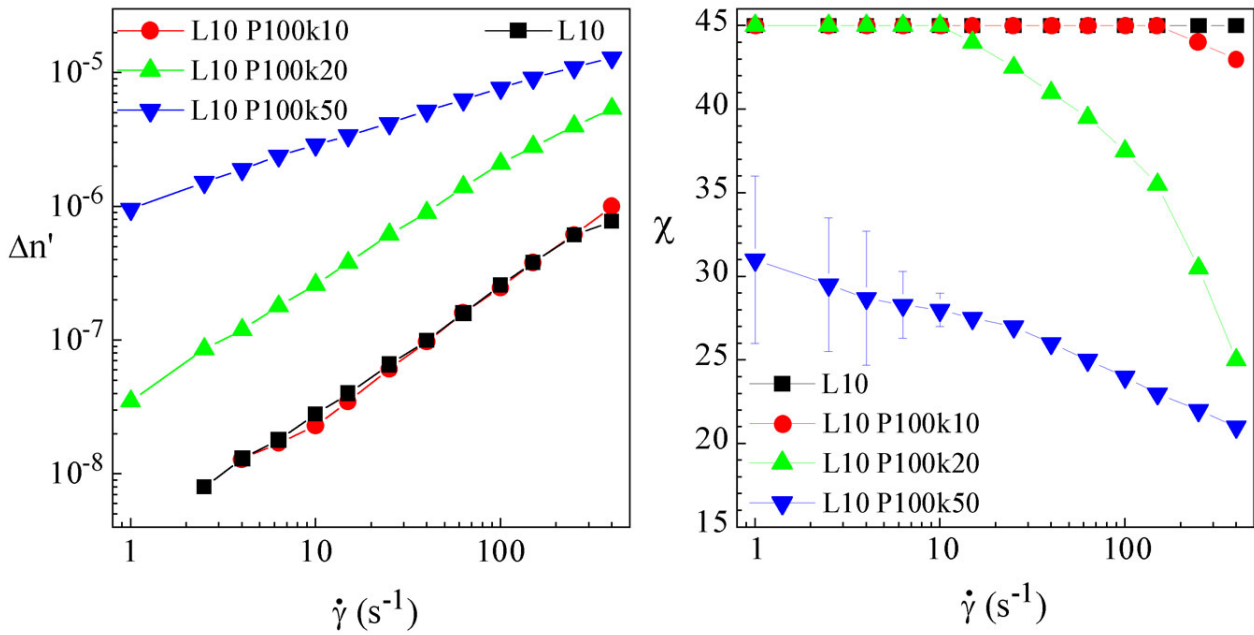 L10 P100k10
L10
L10 P100k20
L10 P100k50
10⁻⁵
10⁻⁶
10⁻⁷
10⁻⁸
Δn'
1 10 100
γ̇ (s⁻¹)
45
40
35
30
25
20
15
χ
L10
L10 P100k10
L10 P100k20
L10 P100k50
1 10 100
γ̇ (s⁻¹)